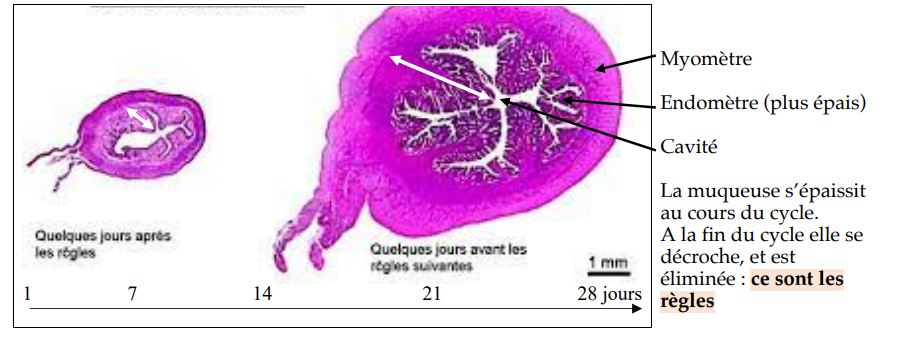 Myomètre
Endomètre (plus épais)
Cavité
La muqueuse s’épaissit
au cours du cycle.
A la fin du cycle elle se
décroche, et est
éliminée : ce sont les
règles
Quelques jours après
les règles
Quelques jours avant les
règles suivantes
1 mm
1 7 14 21 28 jours